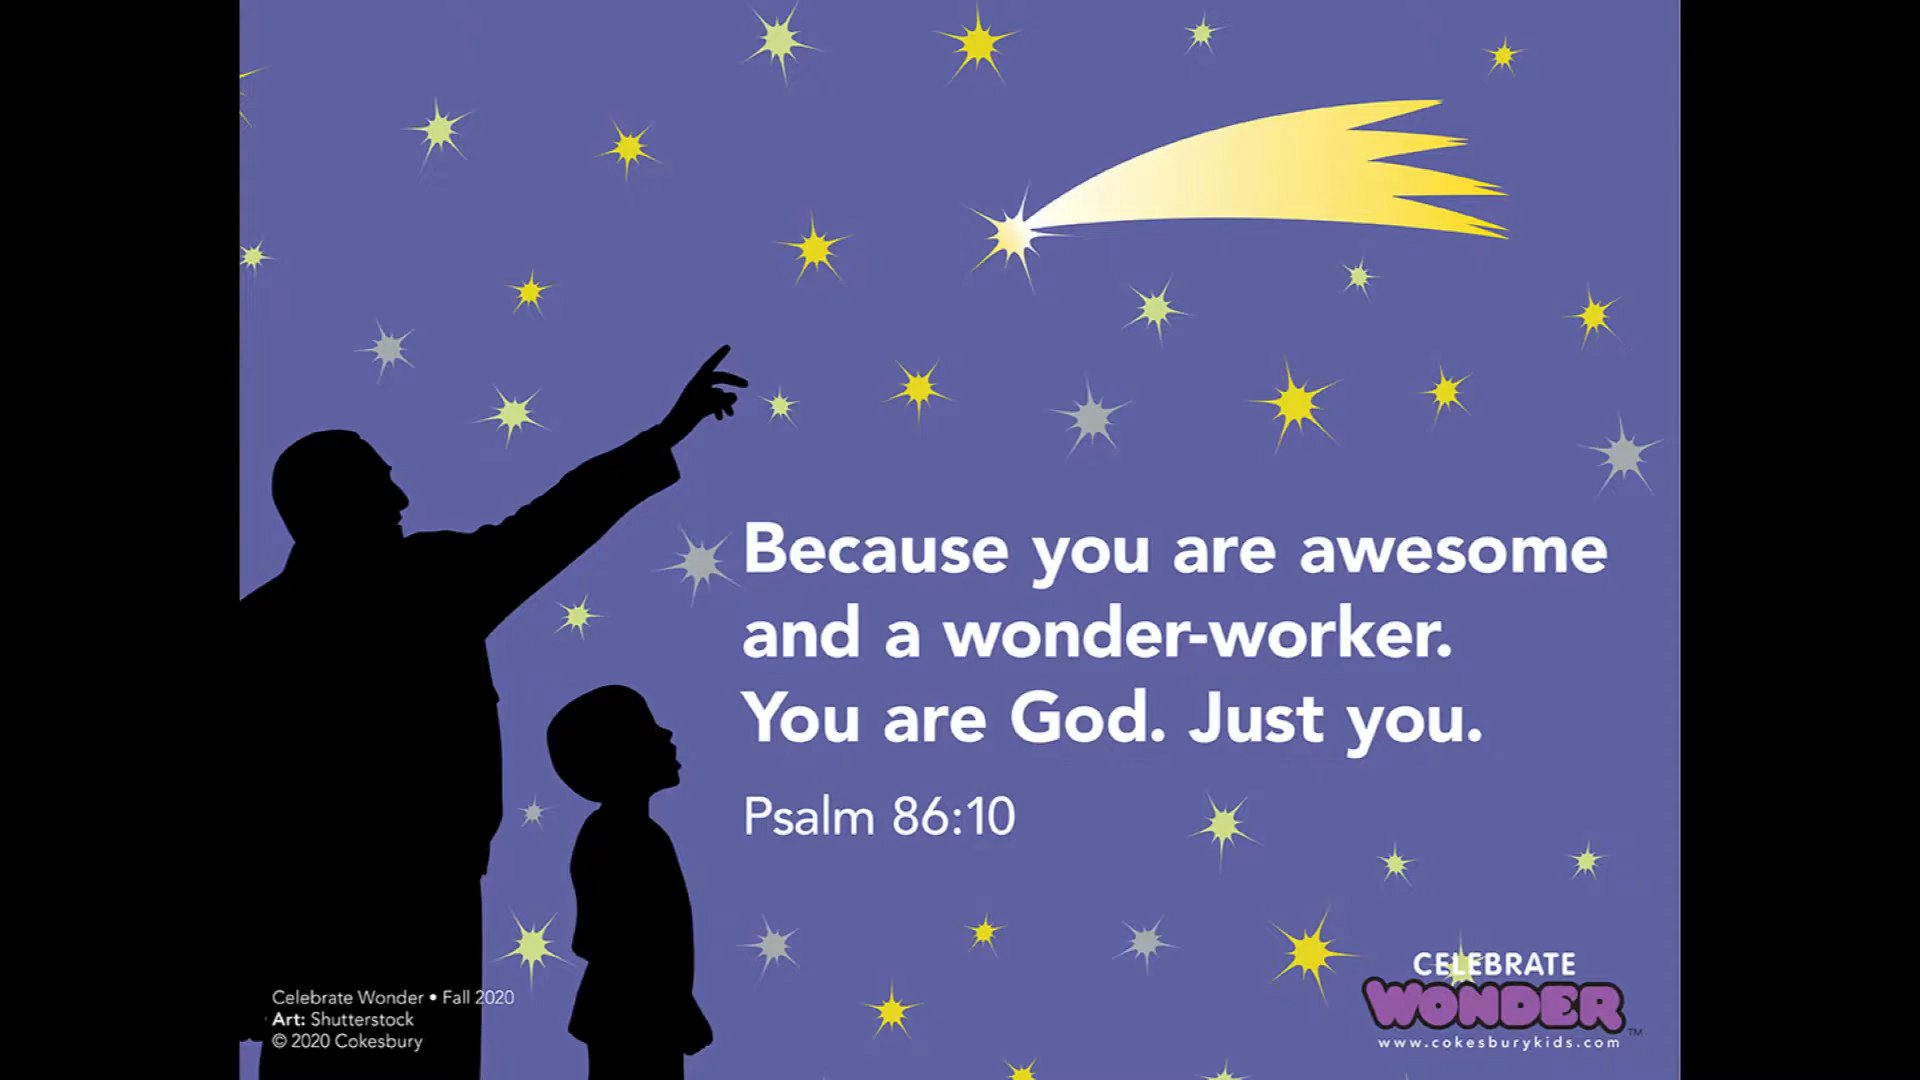 Because you are awesome
and a wonder-worker.
You are God. Just you.
Psalm 86:10
Celebrate Wonder • Fall 2020
Art: Shutterstock
© 2020 Cokesbury
CELEBRATE
WONDER™
www.cokesburykids.com